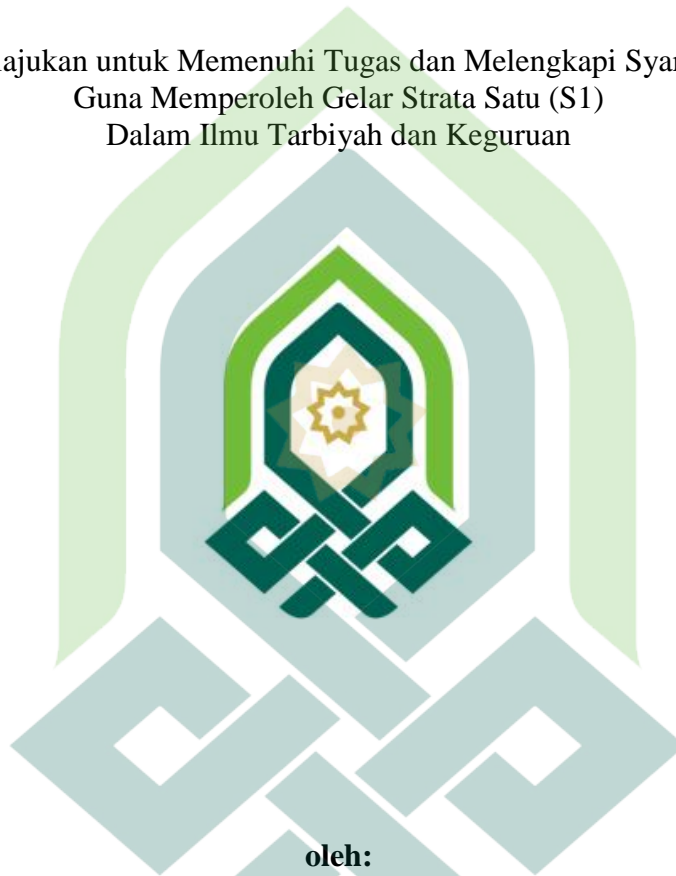 ajukan untuk Memenuhi Tugas dan Melengkapi Syar
Guna Memperoleh Gelar Strata Satu (S1)
Dalam Ilmu Tarbiyah dan Keguruan
oleh: